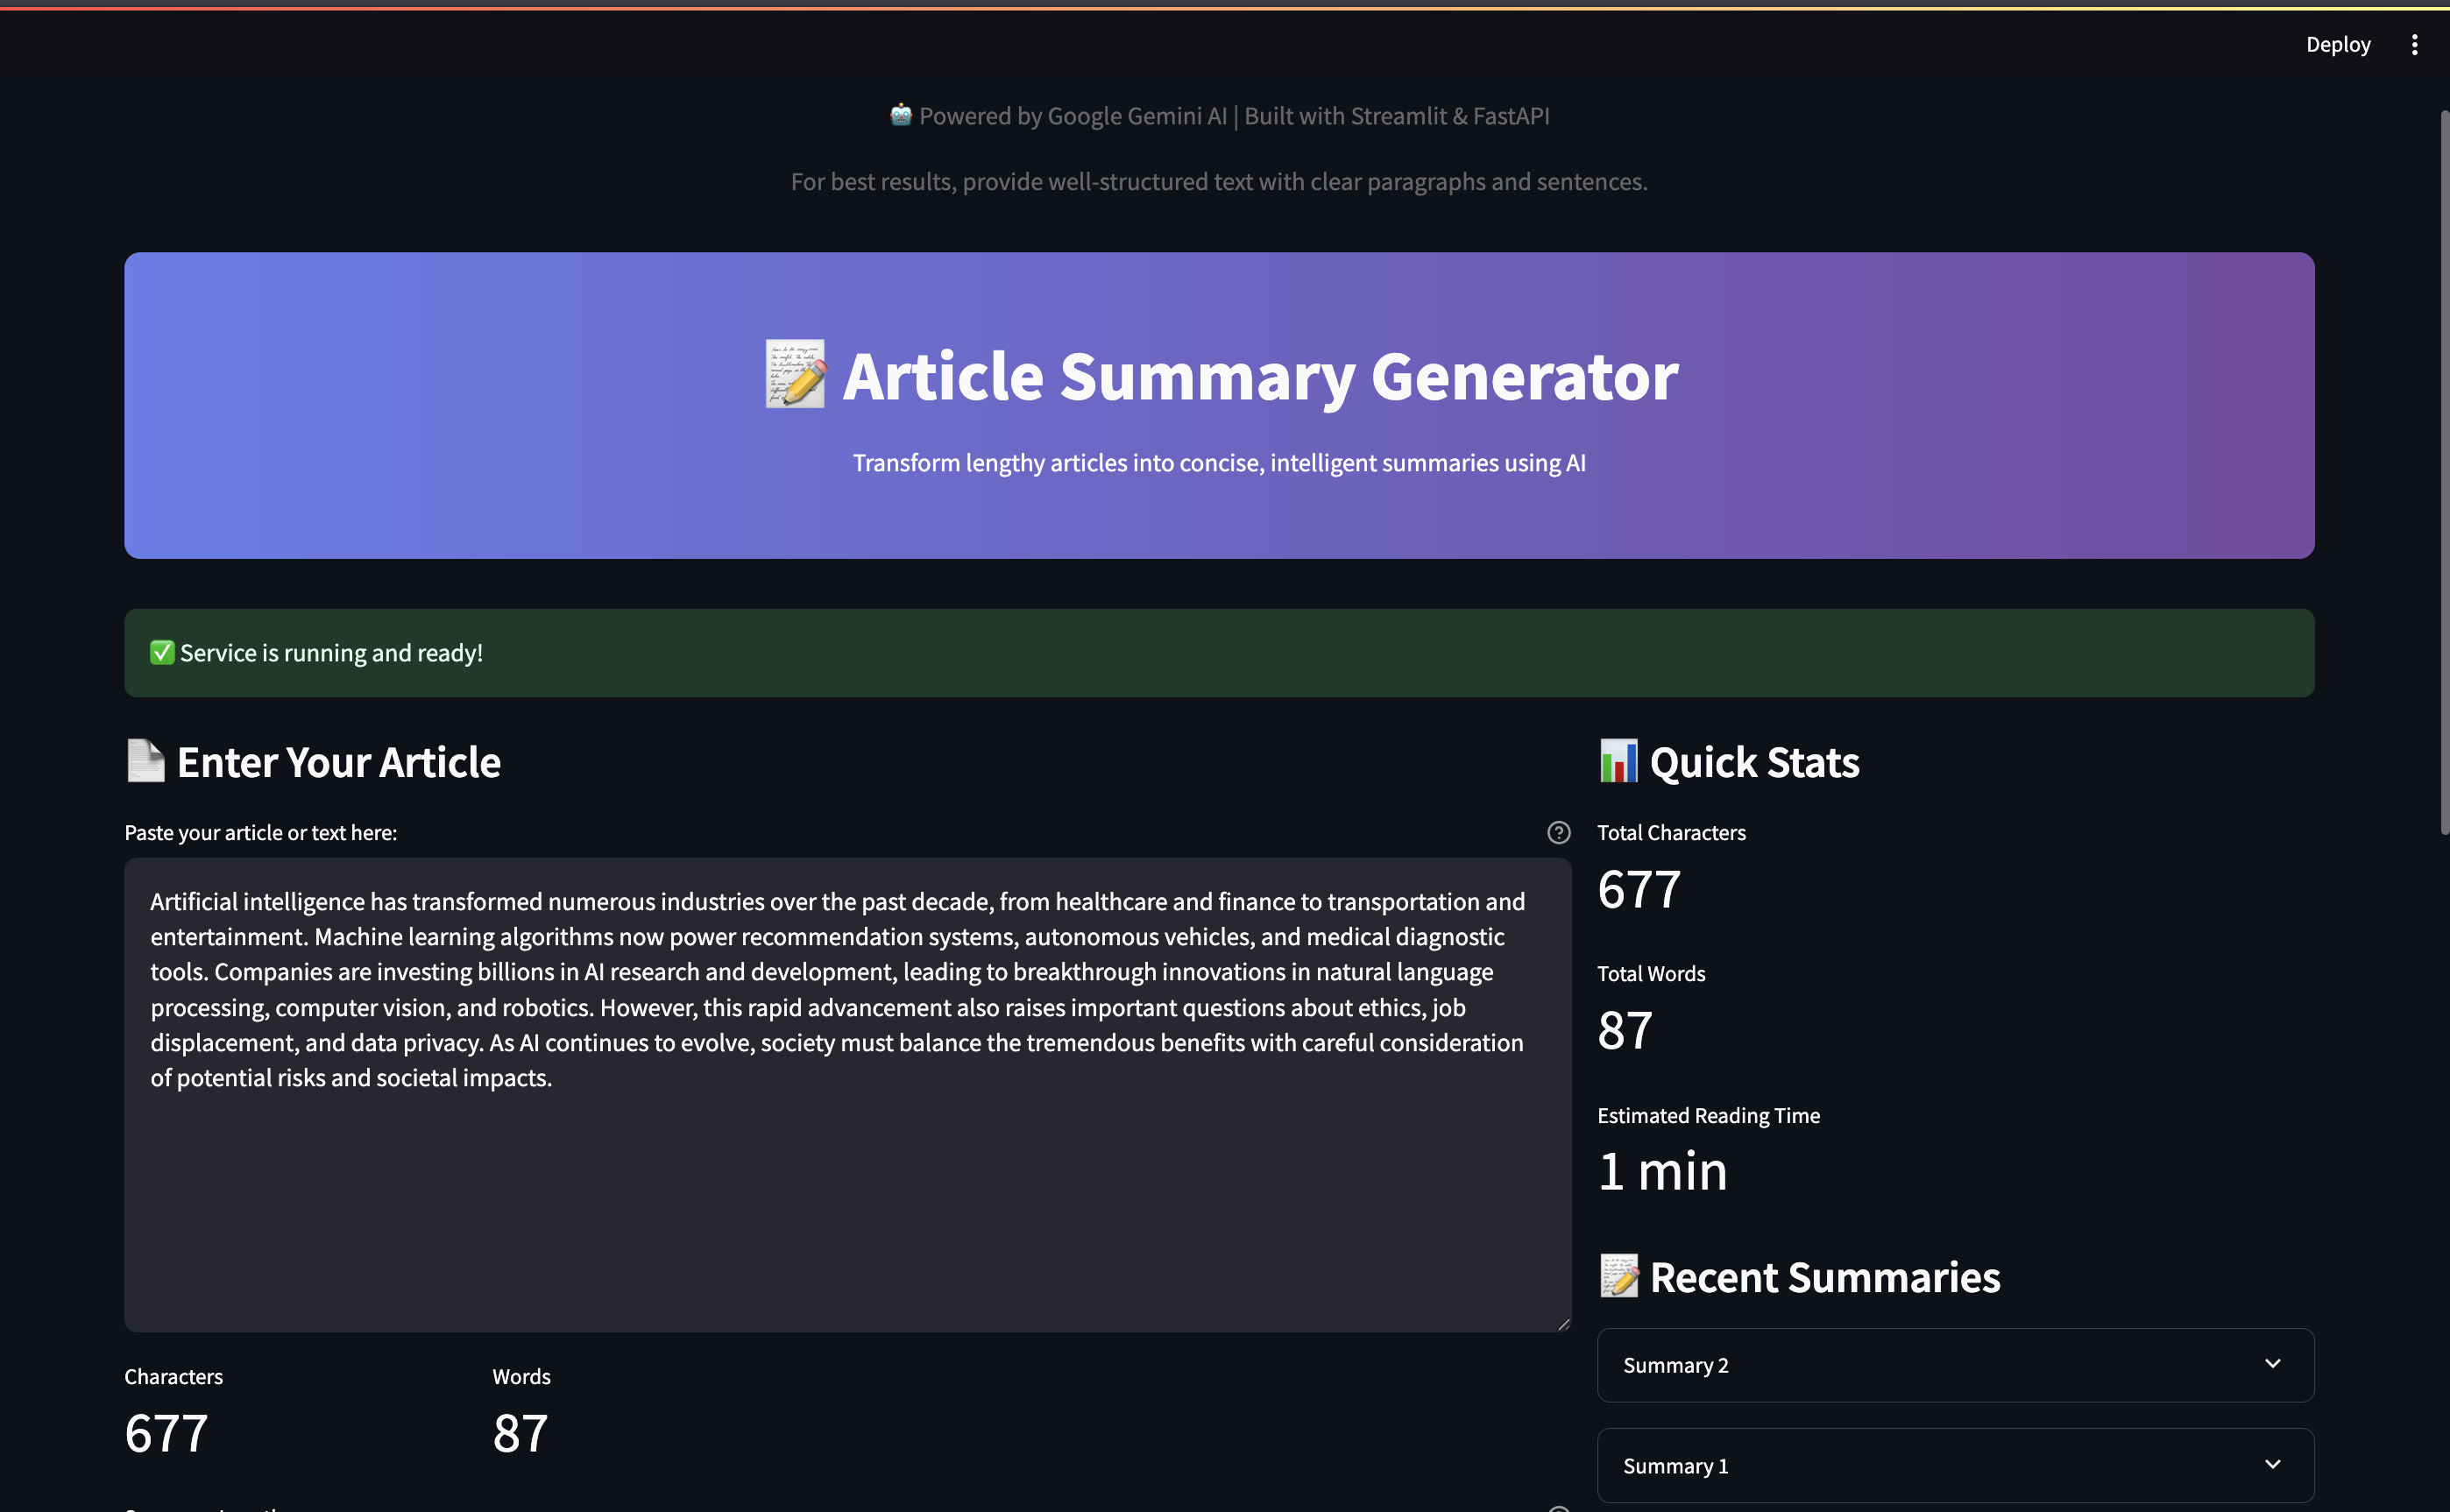 Deploy
🤖 Powered by Google Gemini AI | Built with Streamlit & FastAPI
For best results, provide well-structured text with clear paragraphs and sentences.
📝 Article Summary Generator
Transform lengthy articles into concise, intelligent summaries using AI
✅ Service is running and ready!
📄 Enter Your Article
Paste your article or text here:
Artificial intelligence has transformed numerous industries over the past decade, from healthcare and finance to transportation and
entertainment. Machine learning algorithms now power recommendation systems, autonomous vehicles, and medical diagnostic
tools. Companies are investing billions in AI research and development, leading to breakthrough innovations in natural language
processing, computer vision, and robotics. However, this rapid advancement also raises important questions about ethics, job
displacement, and data privacy. As AI continues to evolve, society must balance the tremendous benefits with careful consideration
of potential risks and societal impacts.
Characters
677
Words
87
📊 Quick Stats
Total Characters
677
Total Words
87
Estimated Reading Time
1 min
📝 Recent Summaries
Summary 2
Summary 1